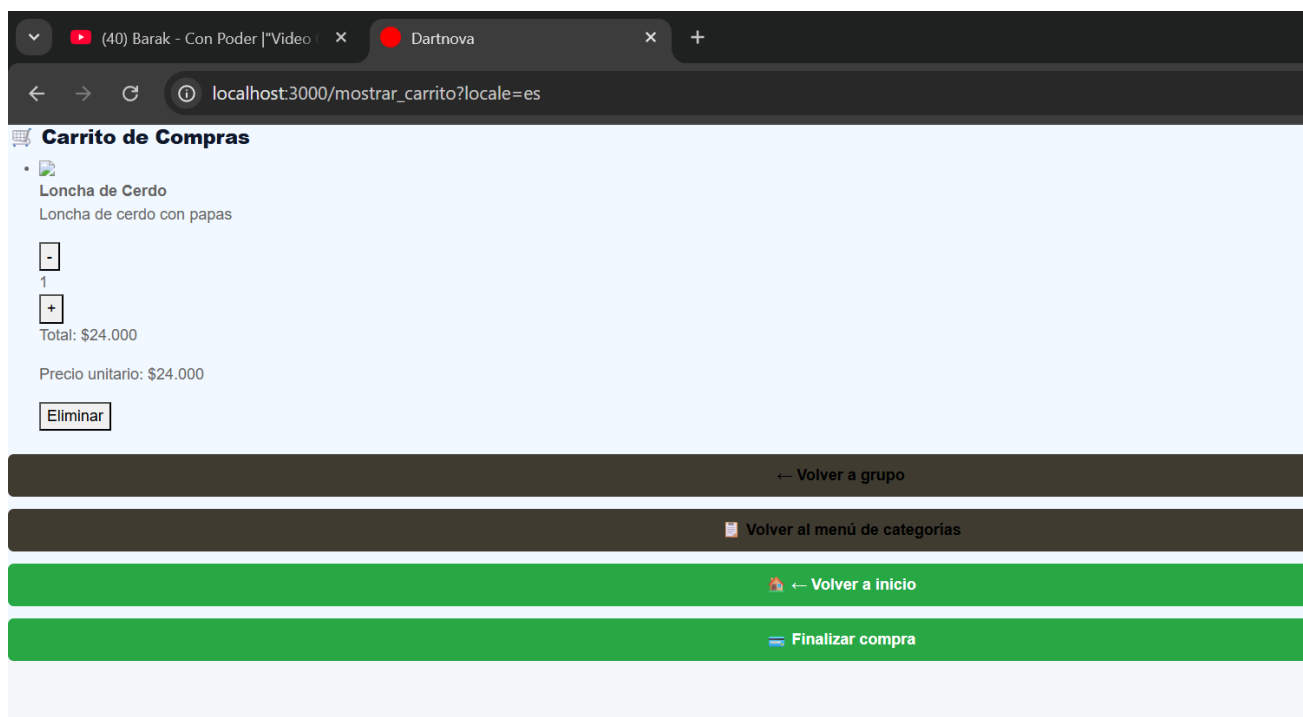 (40) Barak - Con Poder |"Video
Dartnova
localhost:3000/mostrar_carrito?locale=es
Carrito de Compras
Loncha de Cerdo
Loncha de cerdo con papas
-
1
+
Total: $24.000
Precio unitario: $24.000
Eliminar
← Volver a grupo
Volver al menú de categorías
← Volver a inicio
Finalizar compra